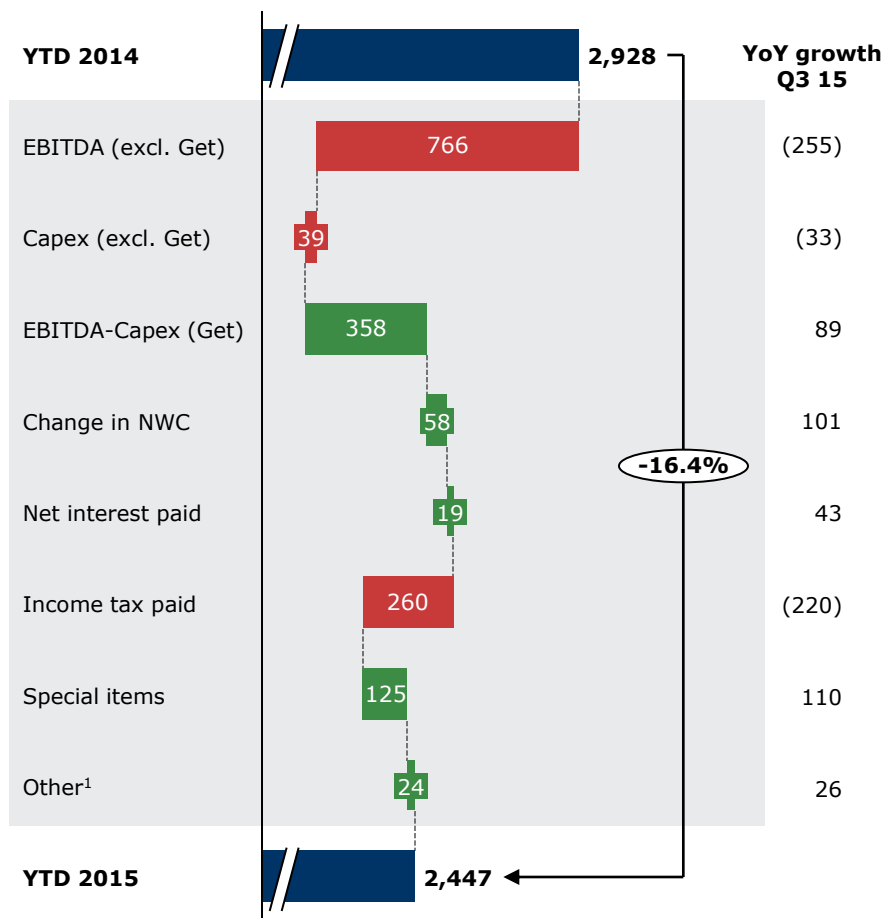 YTD 2014 2,928 YoY growth
Q3 15
EBITDA (excl. Get) 766 (255)
Capex (excl. Get) 39 (33)
EBITDA-Capex (Get) 358 89
Change in NWC 58 101
-16.4%
Net interest paid 19 43
Income tax paid 260 (220)
Special items 125 110
Other¹ 24 26
YTD 2015 2,447